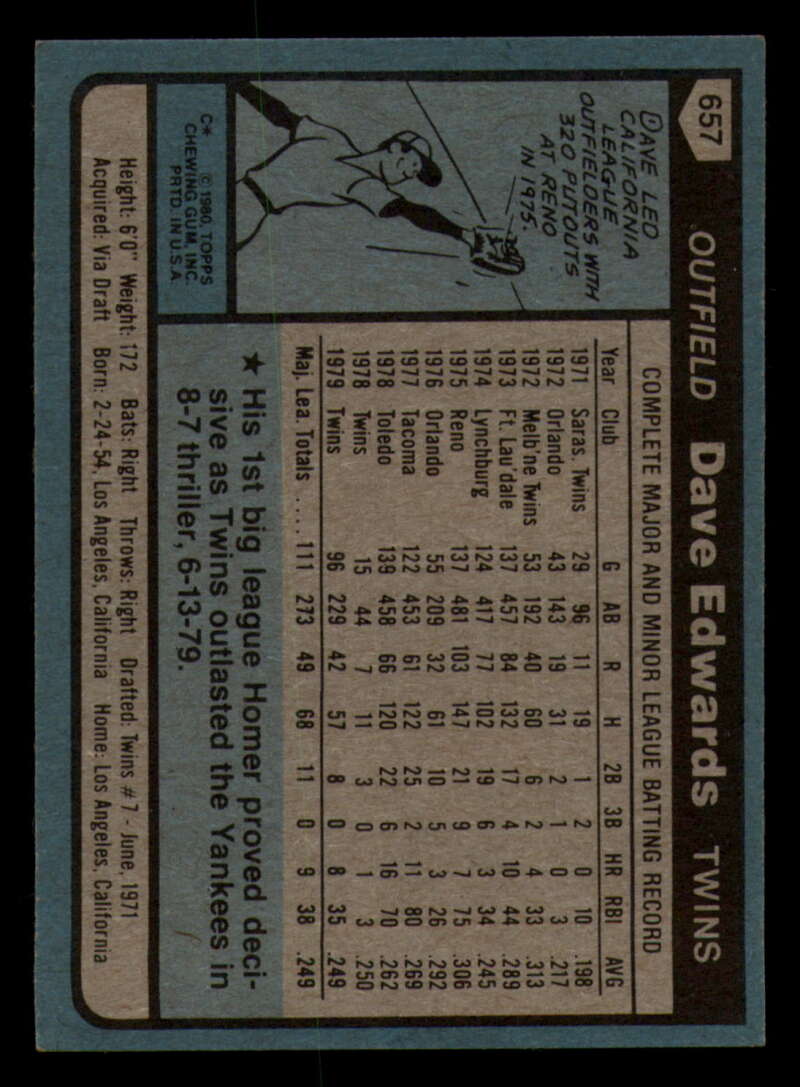 657
OUTFIELD Dave Edwards TWINS
DAVE LED
CALIFORNIA
LEAGUE
OUTFIELDERS WITH
320 PUTOUTS
AT RENO
IN 1975.
C* © 1980, TOPPS
CHEWING GUM, INC.
PRTD. IN U.S.A.
COMPLETE MAJOR AND MINOR LEAGUE BATTING RECORD
Year Club G AB R H 2B 3B HR RBI AVG
1971 Saras. Twins 29 96 11 19 1 2 0 10 .198
1972 Orlando 43 143 19 31 2 1 0 3 .217
1972 Melb'ne Twins 53 192 40 60 6 2 4 33 .313
1973 Ft. Lau'dale 137 457 84 132 17 4 10 44 .289
1974 Lynchburg 124 417 77 102 19 6 3 34 .245
1975 Reno 137 481 103 147 21 9 7 75 .306
1976 Orlando 55 209 32 61 10 5 3 26 .292
1977 Tacoma 122 453 61 122 25 2 11 80 .269
1978 Toledo 139 458 66 120 22 6 16 70 .262
1978 Twins 15 44 7 11 3 0 1 3 .250
1979 Twins 96 229 42 57 8 0 8 35 .249
Maj. Lea. Totals .... 111 273 49 68 11 0 9 38 .249
★ His 1st big league Homer proved deci-
sive as Twins outlasted the Yankees in
8-7 thriller, 6-13-79.
Height: 6'0" Weight: 172 Bats: Right Throws: Right Drafted: Twins #7 - June, 1971
Acquired: Via Draft Born: 2-24-54, Los Angeles, California Home: Los Angeles, California